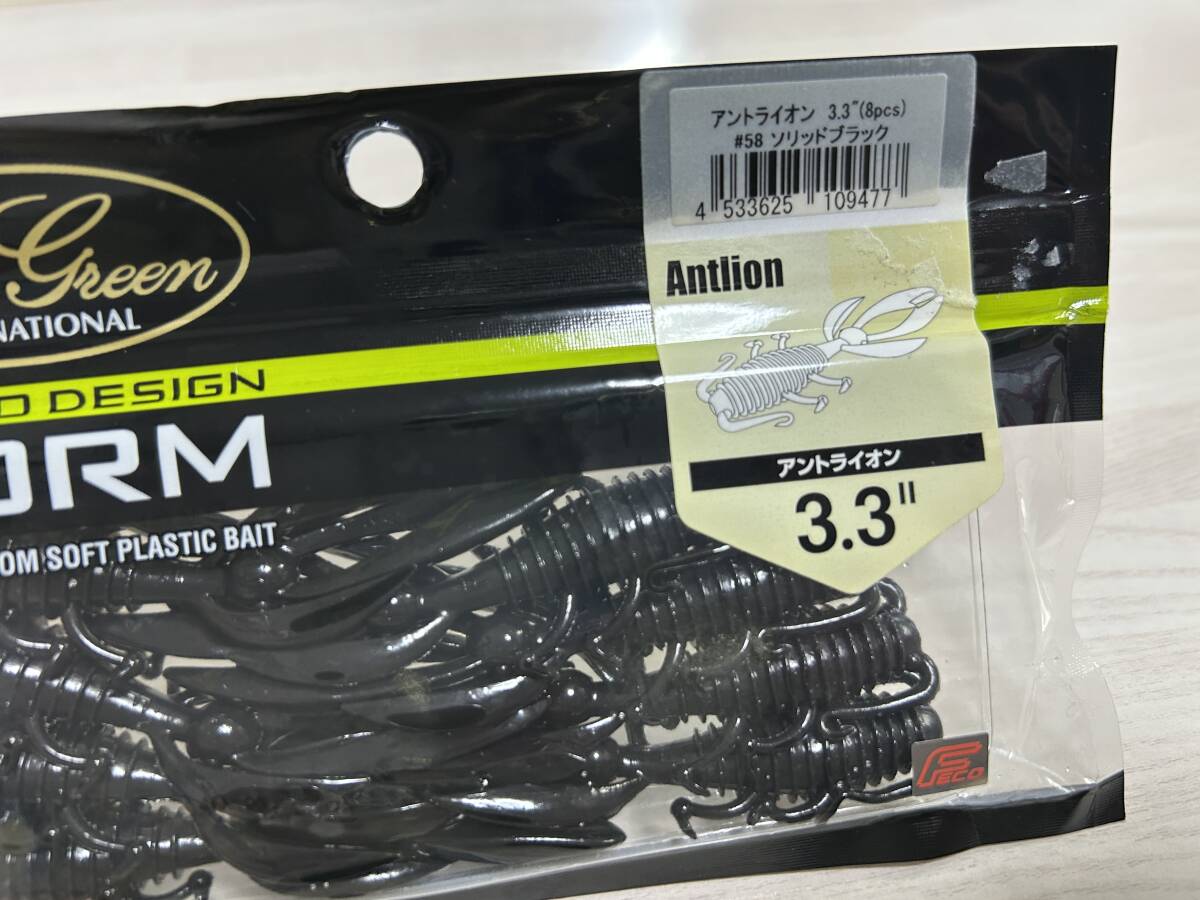 アントライオン 3.3"(8pcs)
#58 ソリッドブラック
4 533625 109477
Green
NATIONAL
Antlion
D DESIGN
ORM
OM SOFT PLASTIC BAIT
アントライオン
3.3"
FECO